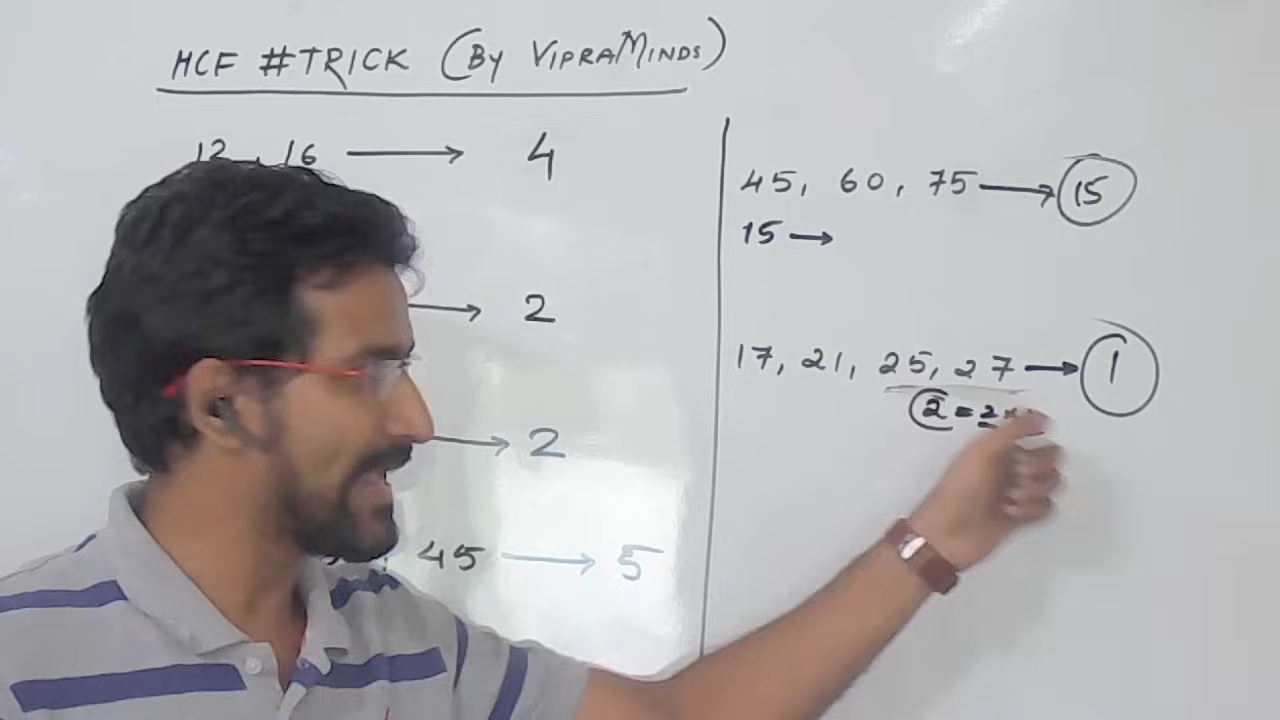 HCF #TRICK (BY VIPRAMINDS)
12, 16 → 4
→ 2
→ 2
, 45 → 5
45, 60, 75 → 15
15 →
17, 21, 25, 27 → 1
2 = 2 ×